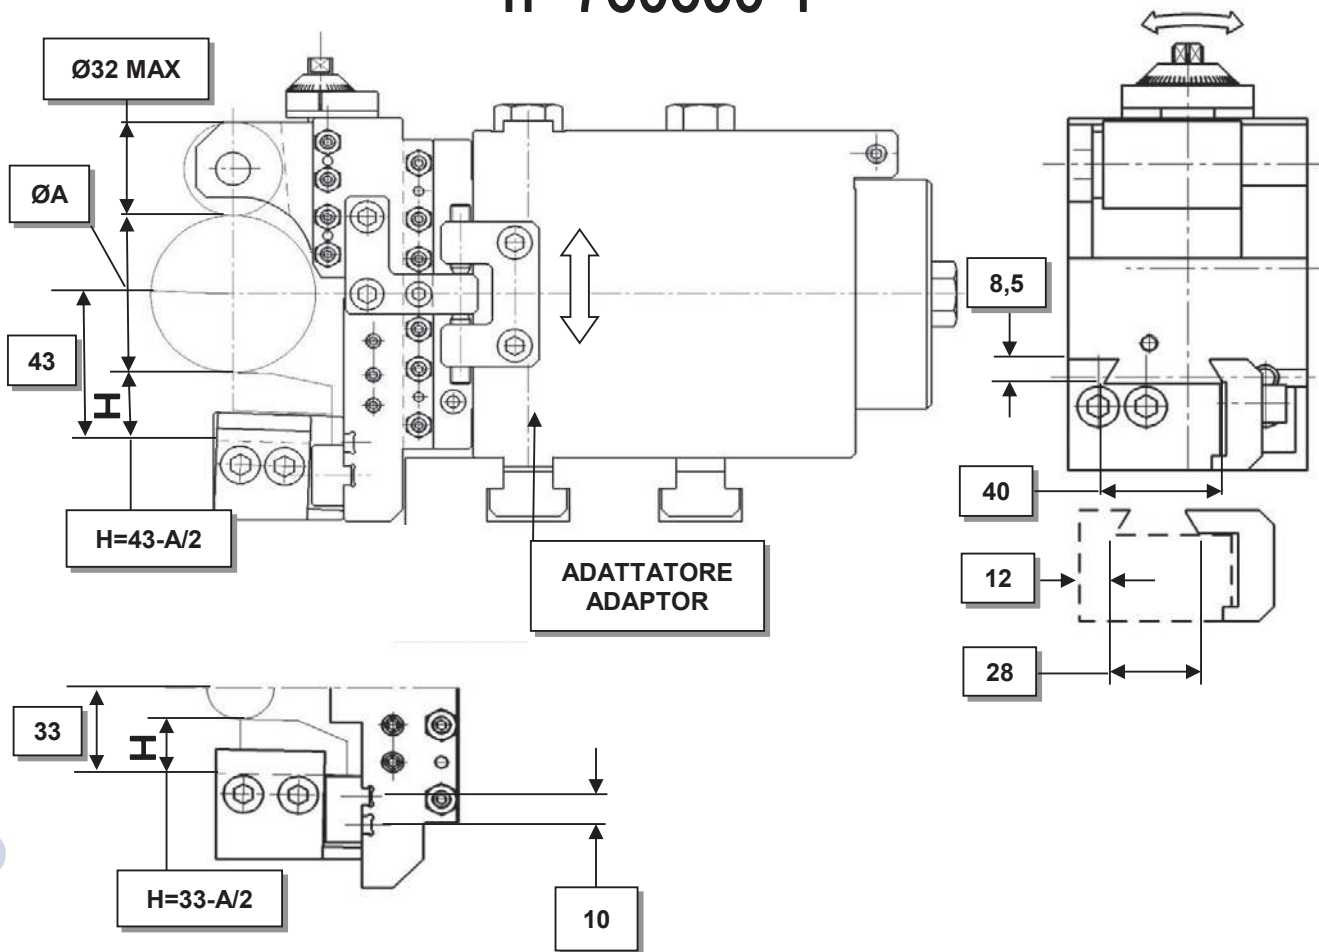 Ø32 MAX
ØA
8,5
43
H
40
H=43-A/2
ADATTATORE
ADAPTOR
12
28
33
H
H=33-A/2
10